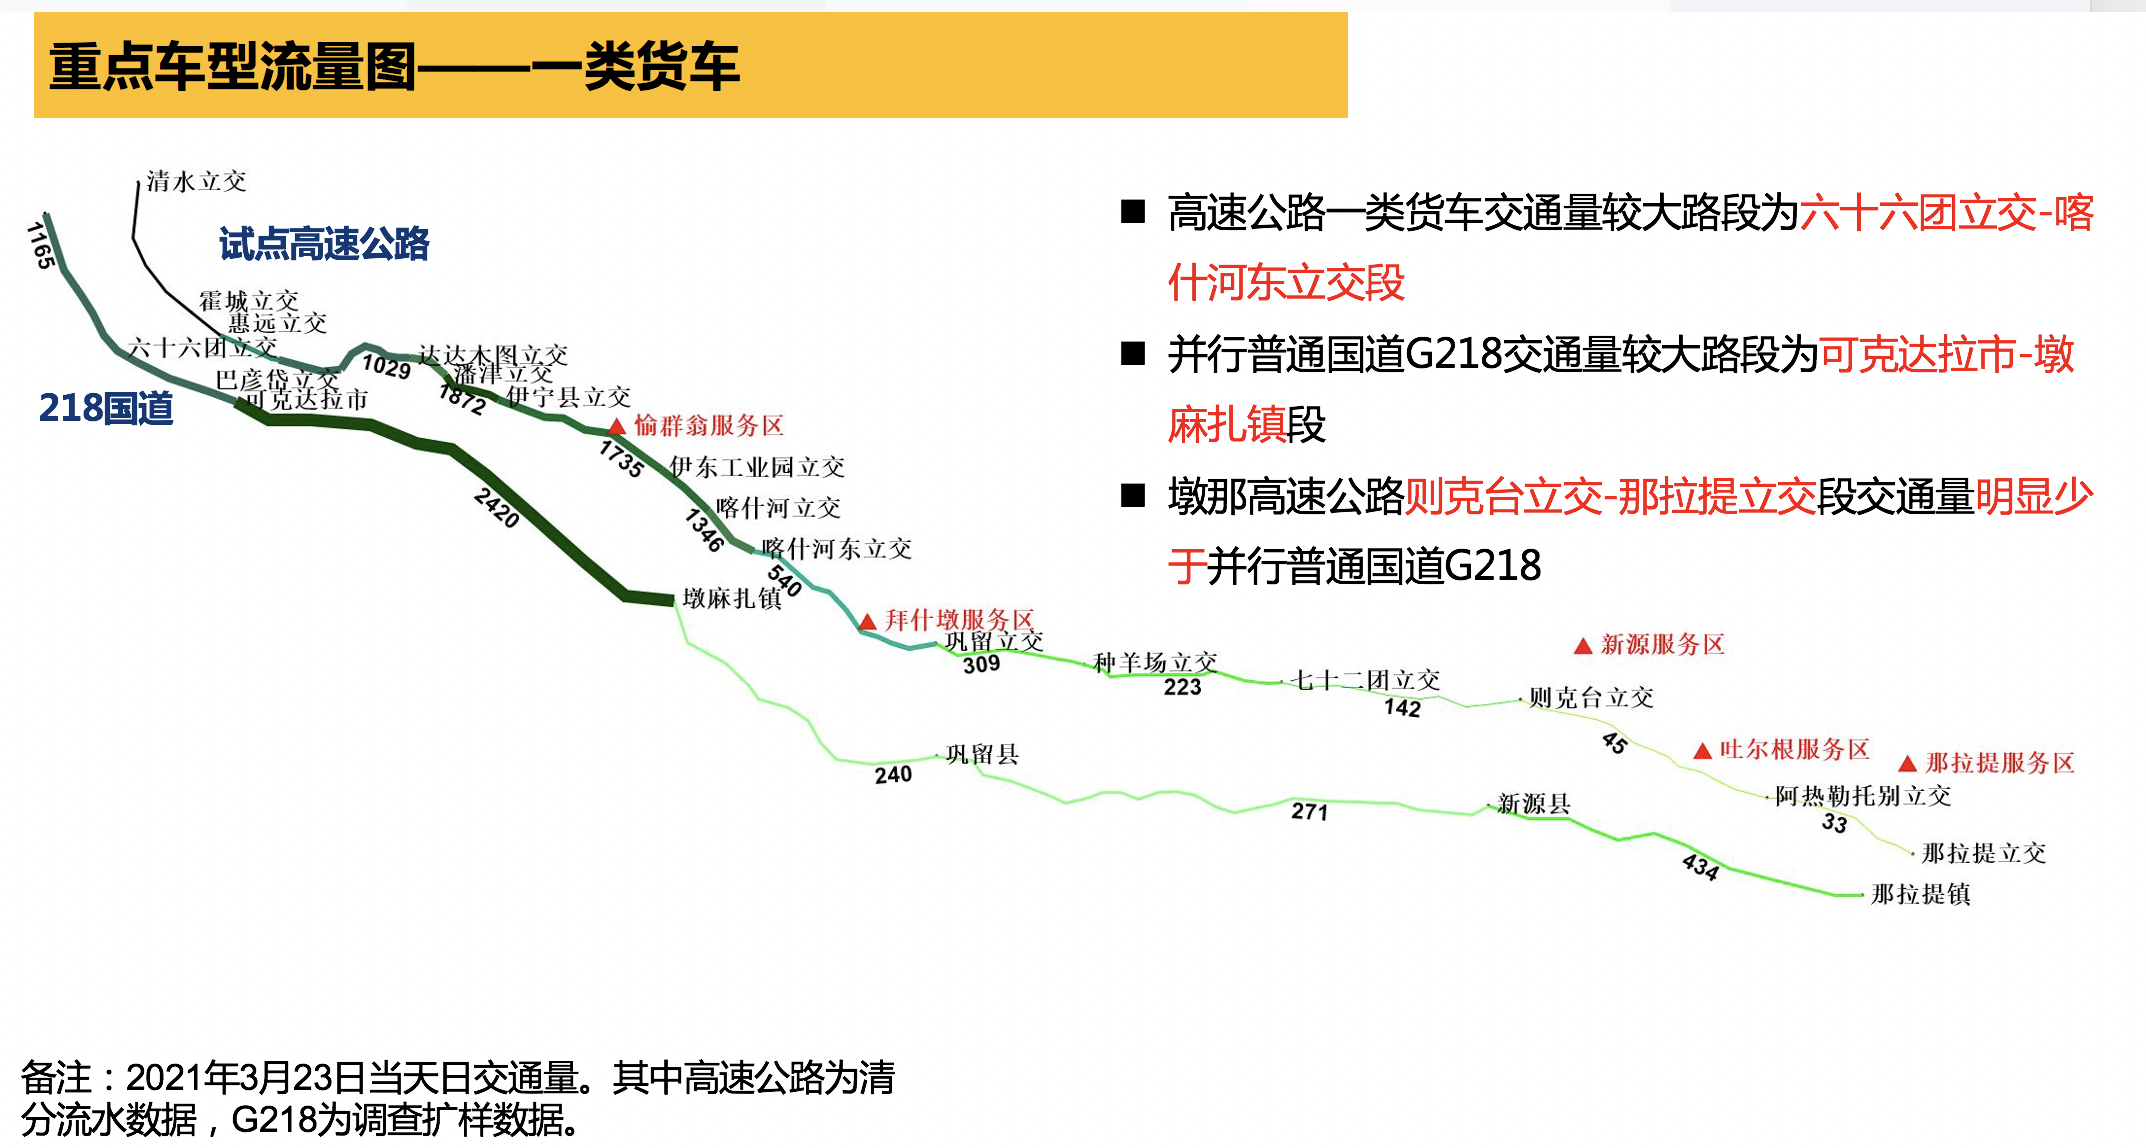 重点车型流量图——一类货车
清水立交
试点高速公路
1165
霍城立交
惠远立交
六十六团立交
1029
达达木图立交
潘津立交
巴彦岱立交
可克达拉市
1872
伊宁县立交
218国道
愉群翁服务区
1735
伊东工业园立交
2420
喀什河立交
1346
喀什河东立交
540
墩麻扎镇
拜什墩服务区
巩留立交
309
种羊场立交
223
七十二团立交
142
新源服务区
则克台立交
45
吐尔根服务区
那拉提服务区
阿热勒托别立交
33
那拉提立交
巩留县
240
271
新源县
434
那拉提镇
■ 高速公路一类货车交通量较大路段为六十六团立交-喀
什河东立交段
■ 并行普通国道G218交通量较大路段为可克达拉市-墩
麻扎镇段
■ 墩那高速公路则克台立交-那拉提立交段交通量明显少
于并行普通国道G218
备注：2021年3月23日当天日交通量。其中高速公路为清
分流水数据，G218为调查扩样数据。